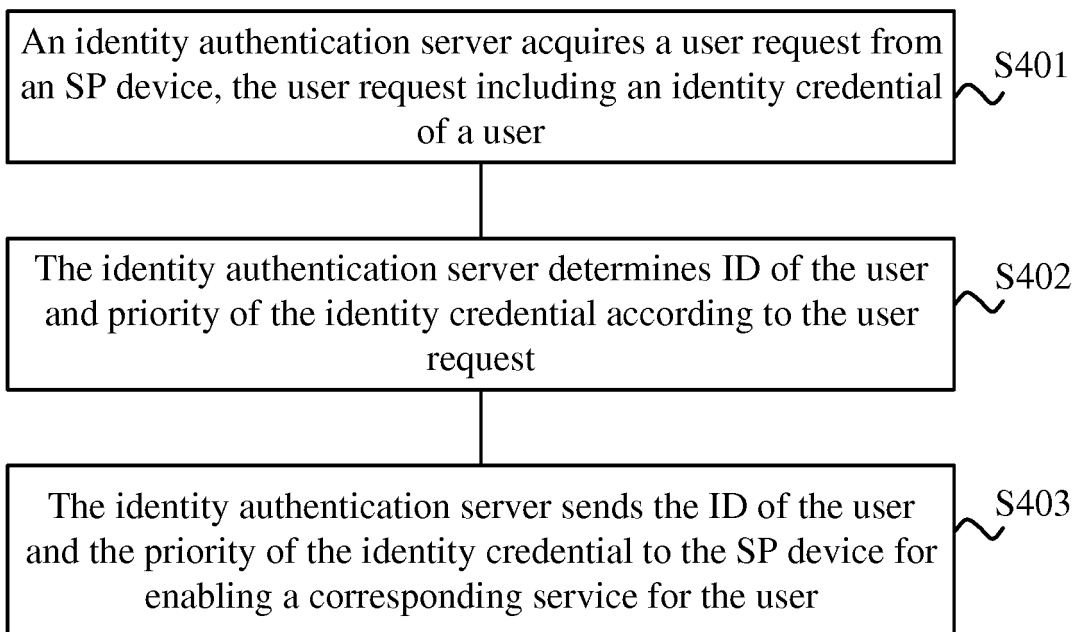 An identity authentication server acquires a user request from
an SP device, the user request including an identity credential
of a user
S401
The identity authentication server determines ID of the user
and priority of the identity credential according to the user
request
S402
The identity authentication server sends the ID of the user
and the priority of the identity credential to the SP device for
enabling a corresponding service for the user
S403